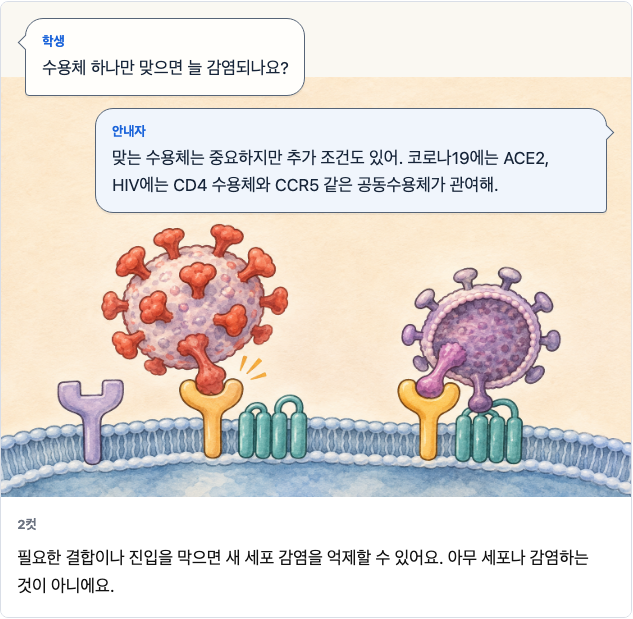 학생
수용체 하나만 맞으면 늘 감염되나요?
안내자
맞는 수용체는 중요하지만 추가 조건도 있어. 코로나19에는 ACE2,
HIV에는 CD4 수용체와 CCR5 같은 공동수용체가 관여해.
2컷
필요한 결합이나 진입을 막으면 새 세포 감염을 억제할 수 있어요. 아무 세포나 감염하는
것이 아니에요.